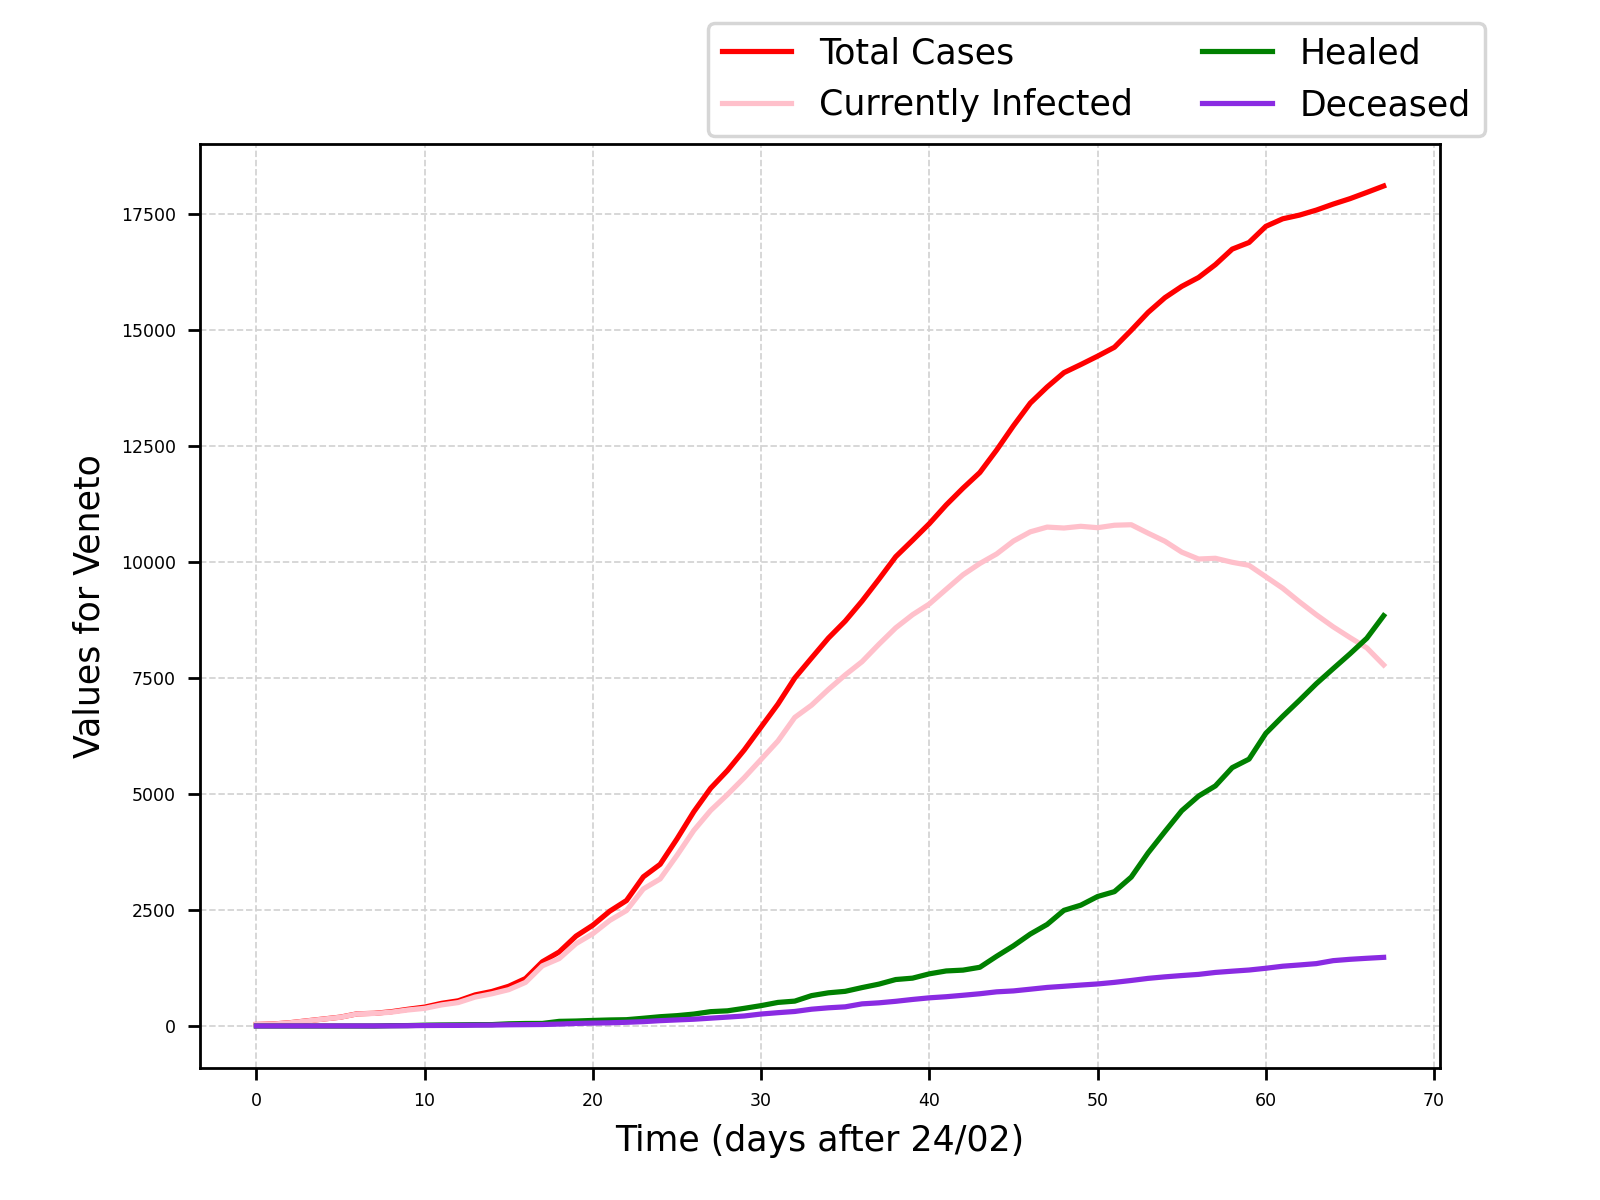 Total Cases
Currently Infected
Healed
Deceased
17500
15000
12500
10000
7500
5000
2500
0
Values for Veneto
0 10 20 30 40 50 60 70
Time (days after 24/02)